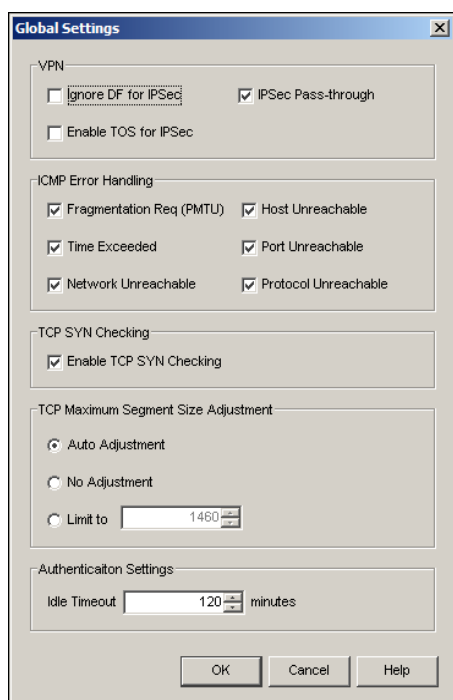 Global Settings
VPN
Ignore DF for IPSec
IPSec Pass-through
Enable TOS for IPSec
ICMP Error Handling
Fragmentation Req (PMTU)
Host Unreachable
Time Exceeded
Port Unreachable
Network Unreachable
Protocol Unreachable
TCP SYN Checking
Enable TCP SYN Checking
TCP Maximum Segment Size Adjustment
Auto Adjustment
No Adjustment
Limit to 1460
Authenticaiton Settings
Idle Timeout 120 minutes
OK Cancel Help